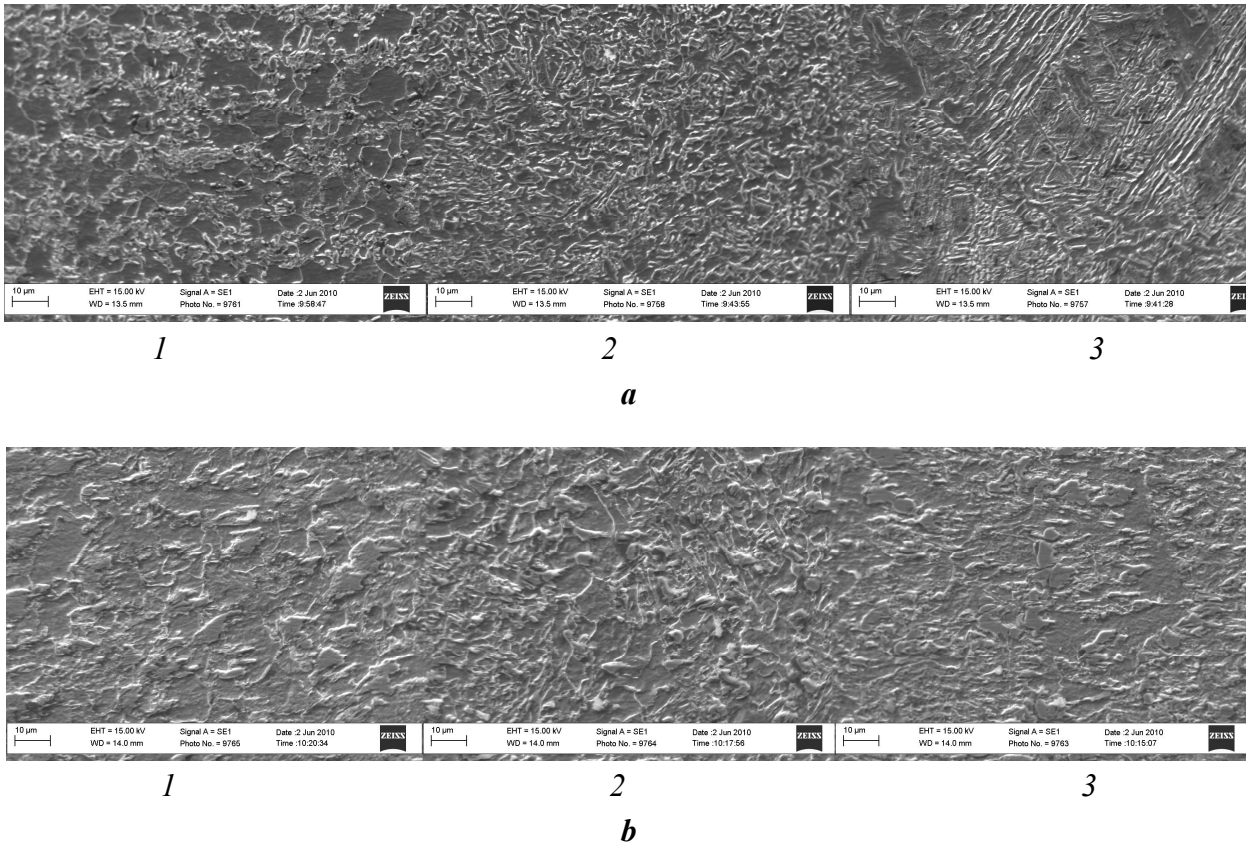 10 µm EHT = 15.00 kV Signal A = SE1 Date :2 Jun 2010 ZEISS
WD = 13.5 mm Photo No. = 9761 Time :9:58:47
10 µm EHT = 15.00 kV Signal A = SE1 Date :2 Jun 2010 ZEISS
WD = 13.5 mm Photo No. = 9758 Time :9:43:55
10 µm EHT = 15.00 kV Signal A = SE1 Date :2 Jun 2010 ZEISS
WD = 13.5 mm Photo No. = 9757 Time :9:41:28
1 2 3
a
10 µm EHT = 15.00 kV Signal A = SE1 Date :2 Jun 2010 ZEISS
WD = 14.0 mm Photo No. = 9765 Time :10:20:34
10 µm EHT = 15.00 kV Signal A = SE1 Date :2 Jun 2010 ZEISS
WD = 14.0 mm Photo No. = 9764 Time :10:17:56
10 µm EHT = 15.00 kV Signal A = SE1 Date :2 Jun 2010 ZEISS
WD = 14.0 mm Photo No. = 9763 Time :10:15:07
1 2 3
b